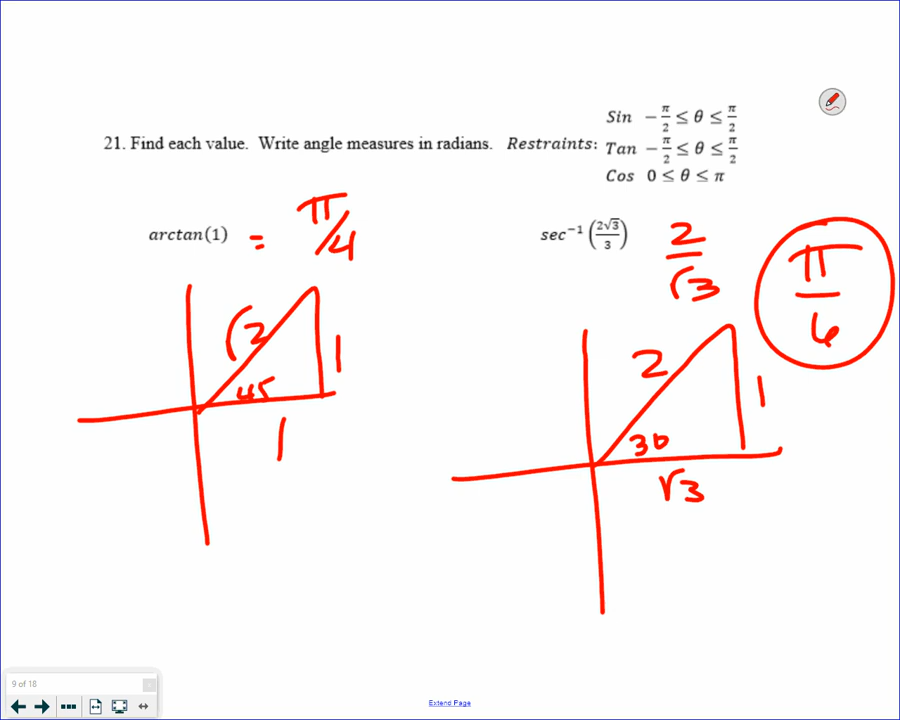 Sin −π/2 ≤ θ ≤ π/2
21. Find each value. Write angle measures in radians. Restraints: Tan −π/2 ≤ θ ≤ π/2
Cos 0 ≤ θ ≤ π
arctan(1) = π/4
sec⁻¹(2√3/3) 2/√3
π/6
√2
1
45
1
2
1
30
√3
9 of 18
Extend Page